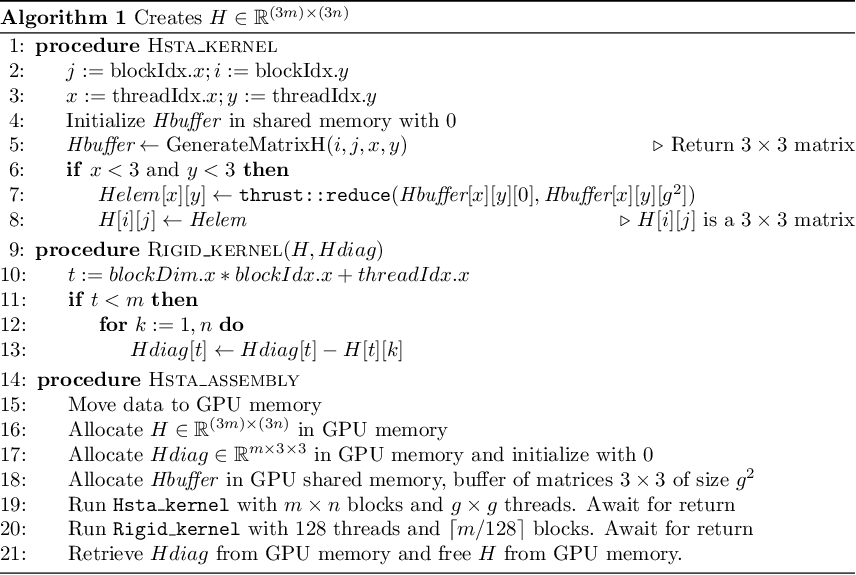 Algorithm 1 Creates H ∈ ℝ^(3m)×(3n)
1: procedure HSTA_KERNEL
2: j := blockIdx.x; i := blockIdx.y
3: x := threadIdx.x; y := threadIdx.y
4: Initialize Hbuffer in shared memory with 0
5: Hbuffer ← GenerateMatrixH(i, j, x, y) ▷ Return 3 × 3 matrix
6: if x < 3 and y < 3 then
7: Helem[x][y] ← thrust::reduce(Hbuffer[x][y][0], Hbuffer[x][y][g²])
8: H[i][j] ← Helem ▷ H[i][j] is a 3 × 3 matrix
9: procedure RIGID_KERNEL(H, Hdiag)
10: t := blockDim.x ∗ blockIdx.x + threadIdx.x
11: if t < m then
12: for k := 1, n do
13: Hdiag[t] ← Hdiag[t] − H[t][k]
14: procedure HSTA_ASSEMBLY
15: Move data to GPU memory
16: Allocate H ∈ ℝ^(3m)×(3n) in GPU memory
17: Allocate Hdiag ∈ ℝ^m×3×3 in GPU memory and initialize with 0
18: Allocate Hbuffer in GPU shared memory, buffer of matrices 3 × 3 of size g²
19: Run Hsta_kernel with m × n blocks and g × g threads. Await for return
20: Run Rigid_kernel with 128 threads and ⌈m/128⌉ blocks. Await for return
21: Retrieve Hdiag from GPU memory and free H from GPU memory.